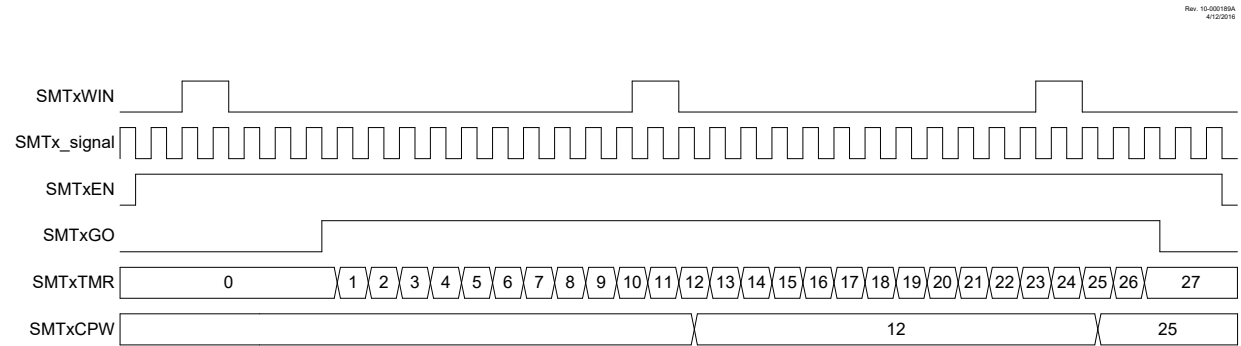 Rev. 10-000189A
4/12/2016
SMTxWIN
SMTx_signal
SMTxEN
SMTxGO
SMTxTMR 0 1 2 3 4 5 6 7 8 9 10 11 12 13 14 15 16 17 18 19 20 21 22 23 24 25 26 27
SMTxCPW 12 25